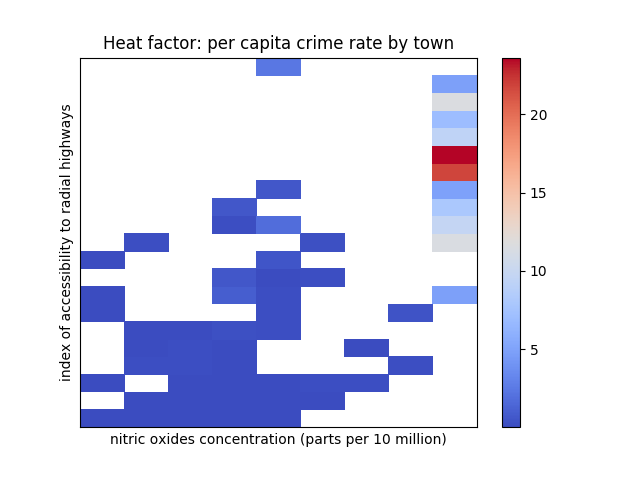 Heat factor: per capita crime rate by town
index of accessibility to radial highways
nitric oxides concentration (parts per 10 million)
20
15
10
5